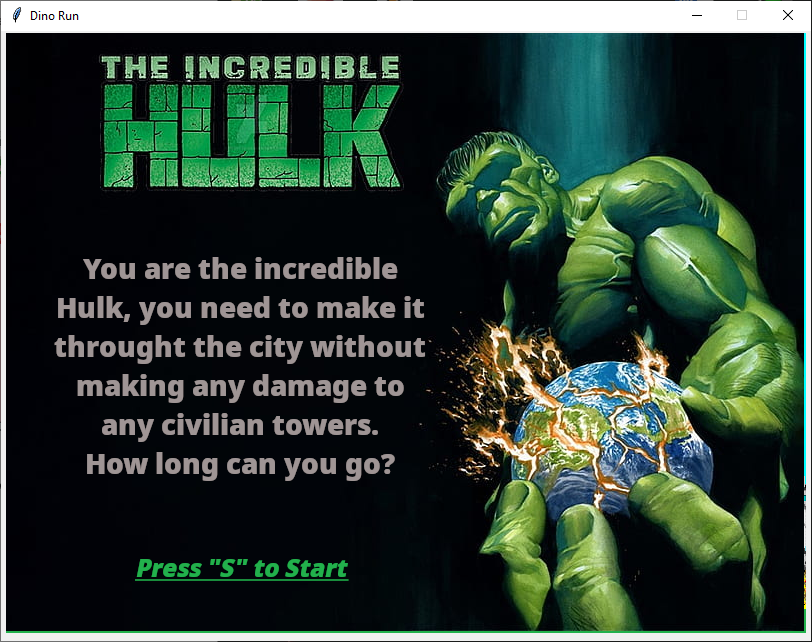 Dino Run
THE INCREDIBLE
HULK
You are the incredible
Hulk, you need to make it
throught the city without
making any damage to
any civilian towers.
How long can you go?
Press "S" to Start